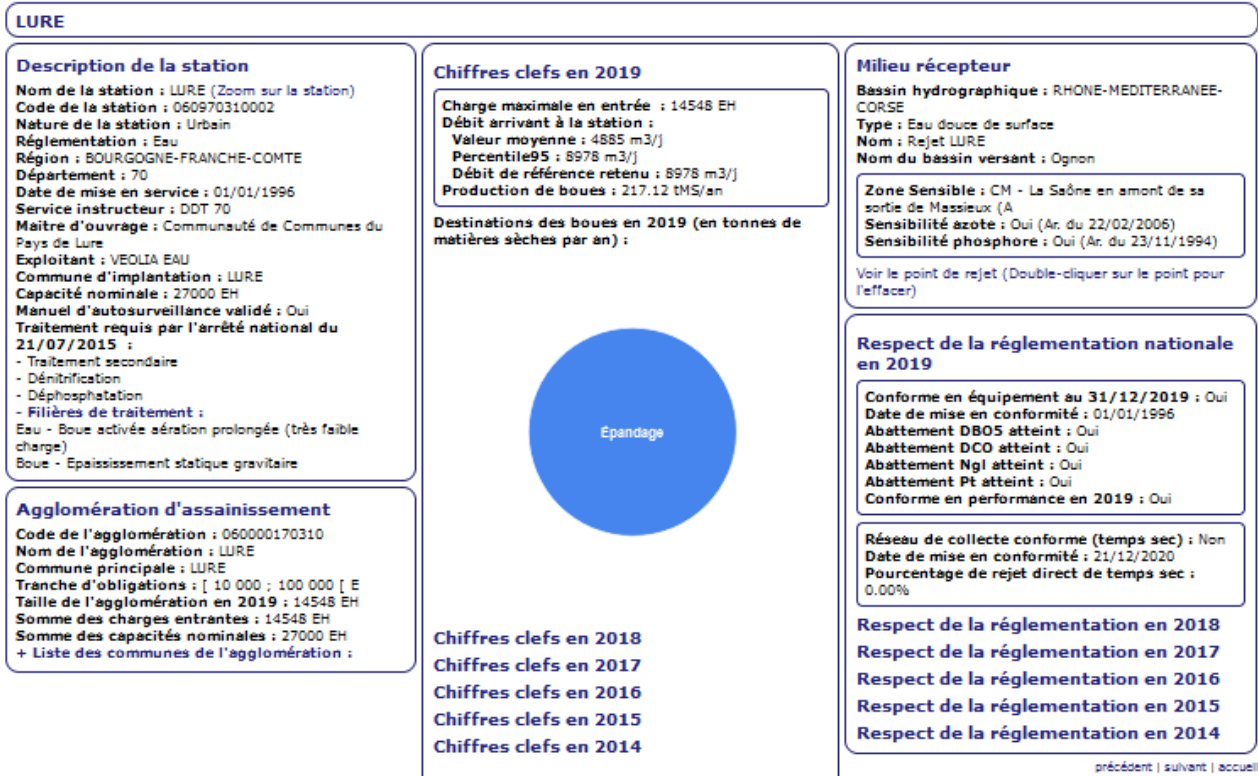 LURE
Description de la station
Nom de la station : LURE (Zoom sur la station)
Code de la station : 060970310002
Nature de la station : Urbain
Réglementation : Eau
Région : BOURGOGNE-FRANCHE-COMTE
Département : 70
Date de mise en service : 01/01/1996
Service instructeur : DDT 70
Maitre d'ouvrage : Communauté de Communes du
Pays de Lure
Exploitant : VEOLIA EAU
Commune d'implantation : LURE
Capacité nominale : 27000 EH
Manuel d'autosurveillance validé : Oui
Traitement requis par l'arrêté national du
21/07/2015 :
- Traitement secondaire
- Dénitrification
- Déphosphatation
- Filières de traitement :
Eau - Boue activée aération prolongée (très faible
charge)
Boue - Epaississement statique gravitaire
Agglomération d'assainissement
Code de l'agglomération : 060000170310
Nom de l'agglomération : LURE
Commune principale : LURE
Tranche d'obligations : [ 10 000 ; 100 000 [ E
Taille de l'agglomération en 2019 : 14548 EH
Somme des charges entrantes : 14548 EH
Somme des capacités nominales : 27000 EH
+ Liste des communes de l'agglomération :
Chiffres clefs en 2019
Charge maximale en entrée : 14548 EH
Débit arrivant à la station :
Valeur moyenne : 4885 m3/j
Percentile95 : 8978 m3/j
Débit de référence retenu : 8978 m3/j
Production de boues : 217.12 tMS/an
Destinations des boues en 2019 (en tonnes de
matières sèches par an) :
Épandage
Chiffres clefs en 2018
Chiffres clefs en 2017
Chiffres clefs en 2016
Chiffres clefs en 2015
Chiffres clefs en 2014
Milieu récepteur
Bassin hydrographique : RHONE-MEDITERRANEE-
CORSE
Type : Eau douce de surface
Nom : Rejet LURE
Nom du bassin versant : Ognon
Zone Sensible : CM - La Saône en amont de sa
sortie de Massieux (A
Sensibilité azote : Oui (Ar. du 22/02/2006)
Sensibilité phosphore : Oui (Ar. du 23/11/1994)
Voir le point de rejet (Double-cliquer sur le point pour
l'effacer)
Respect de la réglementation nationale
en 2019
Conforme en équipement au 31/12/2019 : Oui
Date de mise en conformité : 01/01/1996
Abattement DBO5 atteint : Oui
Abattement DCO atteint : Oui
Abattement Ngl atteint : Oui
Abattement Pt atteint : Oui
Conforme en performance en 2019 : Oui
Réseau de collecte conforme (temps sec) : Non
Date de mise en conformité : 21/12/2020
Pourcentage de rejet direct de temps sec :
0.00%
Respect de la réglementation en 2018
Respect de la réglementation en 2017
Respect de la réglementation en 2016
Respect de la réglementation en 2015
Respect de la réglementation en 2014
précédent | suivant | accueil